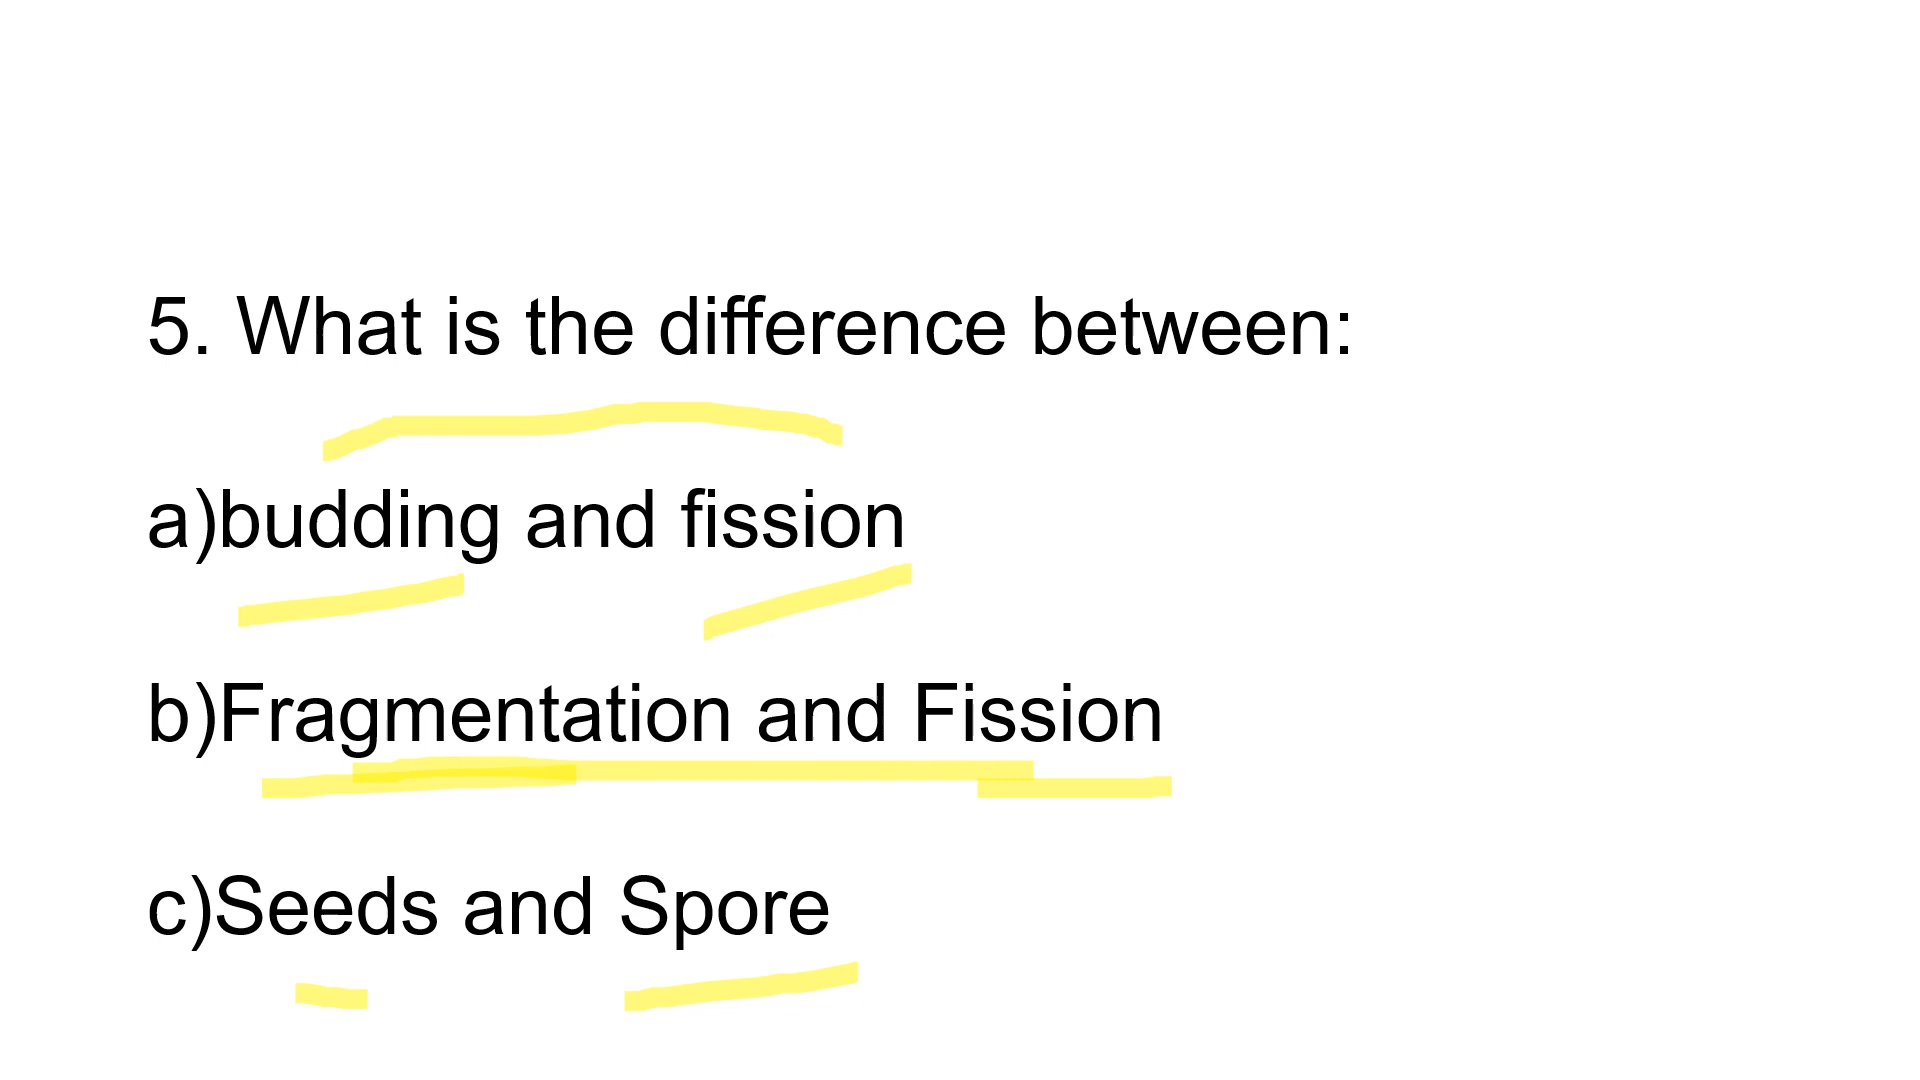 5. What is the difference between:
a)budding and fission
b)Fragmentation and Fission
c)Seeds and Spore